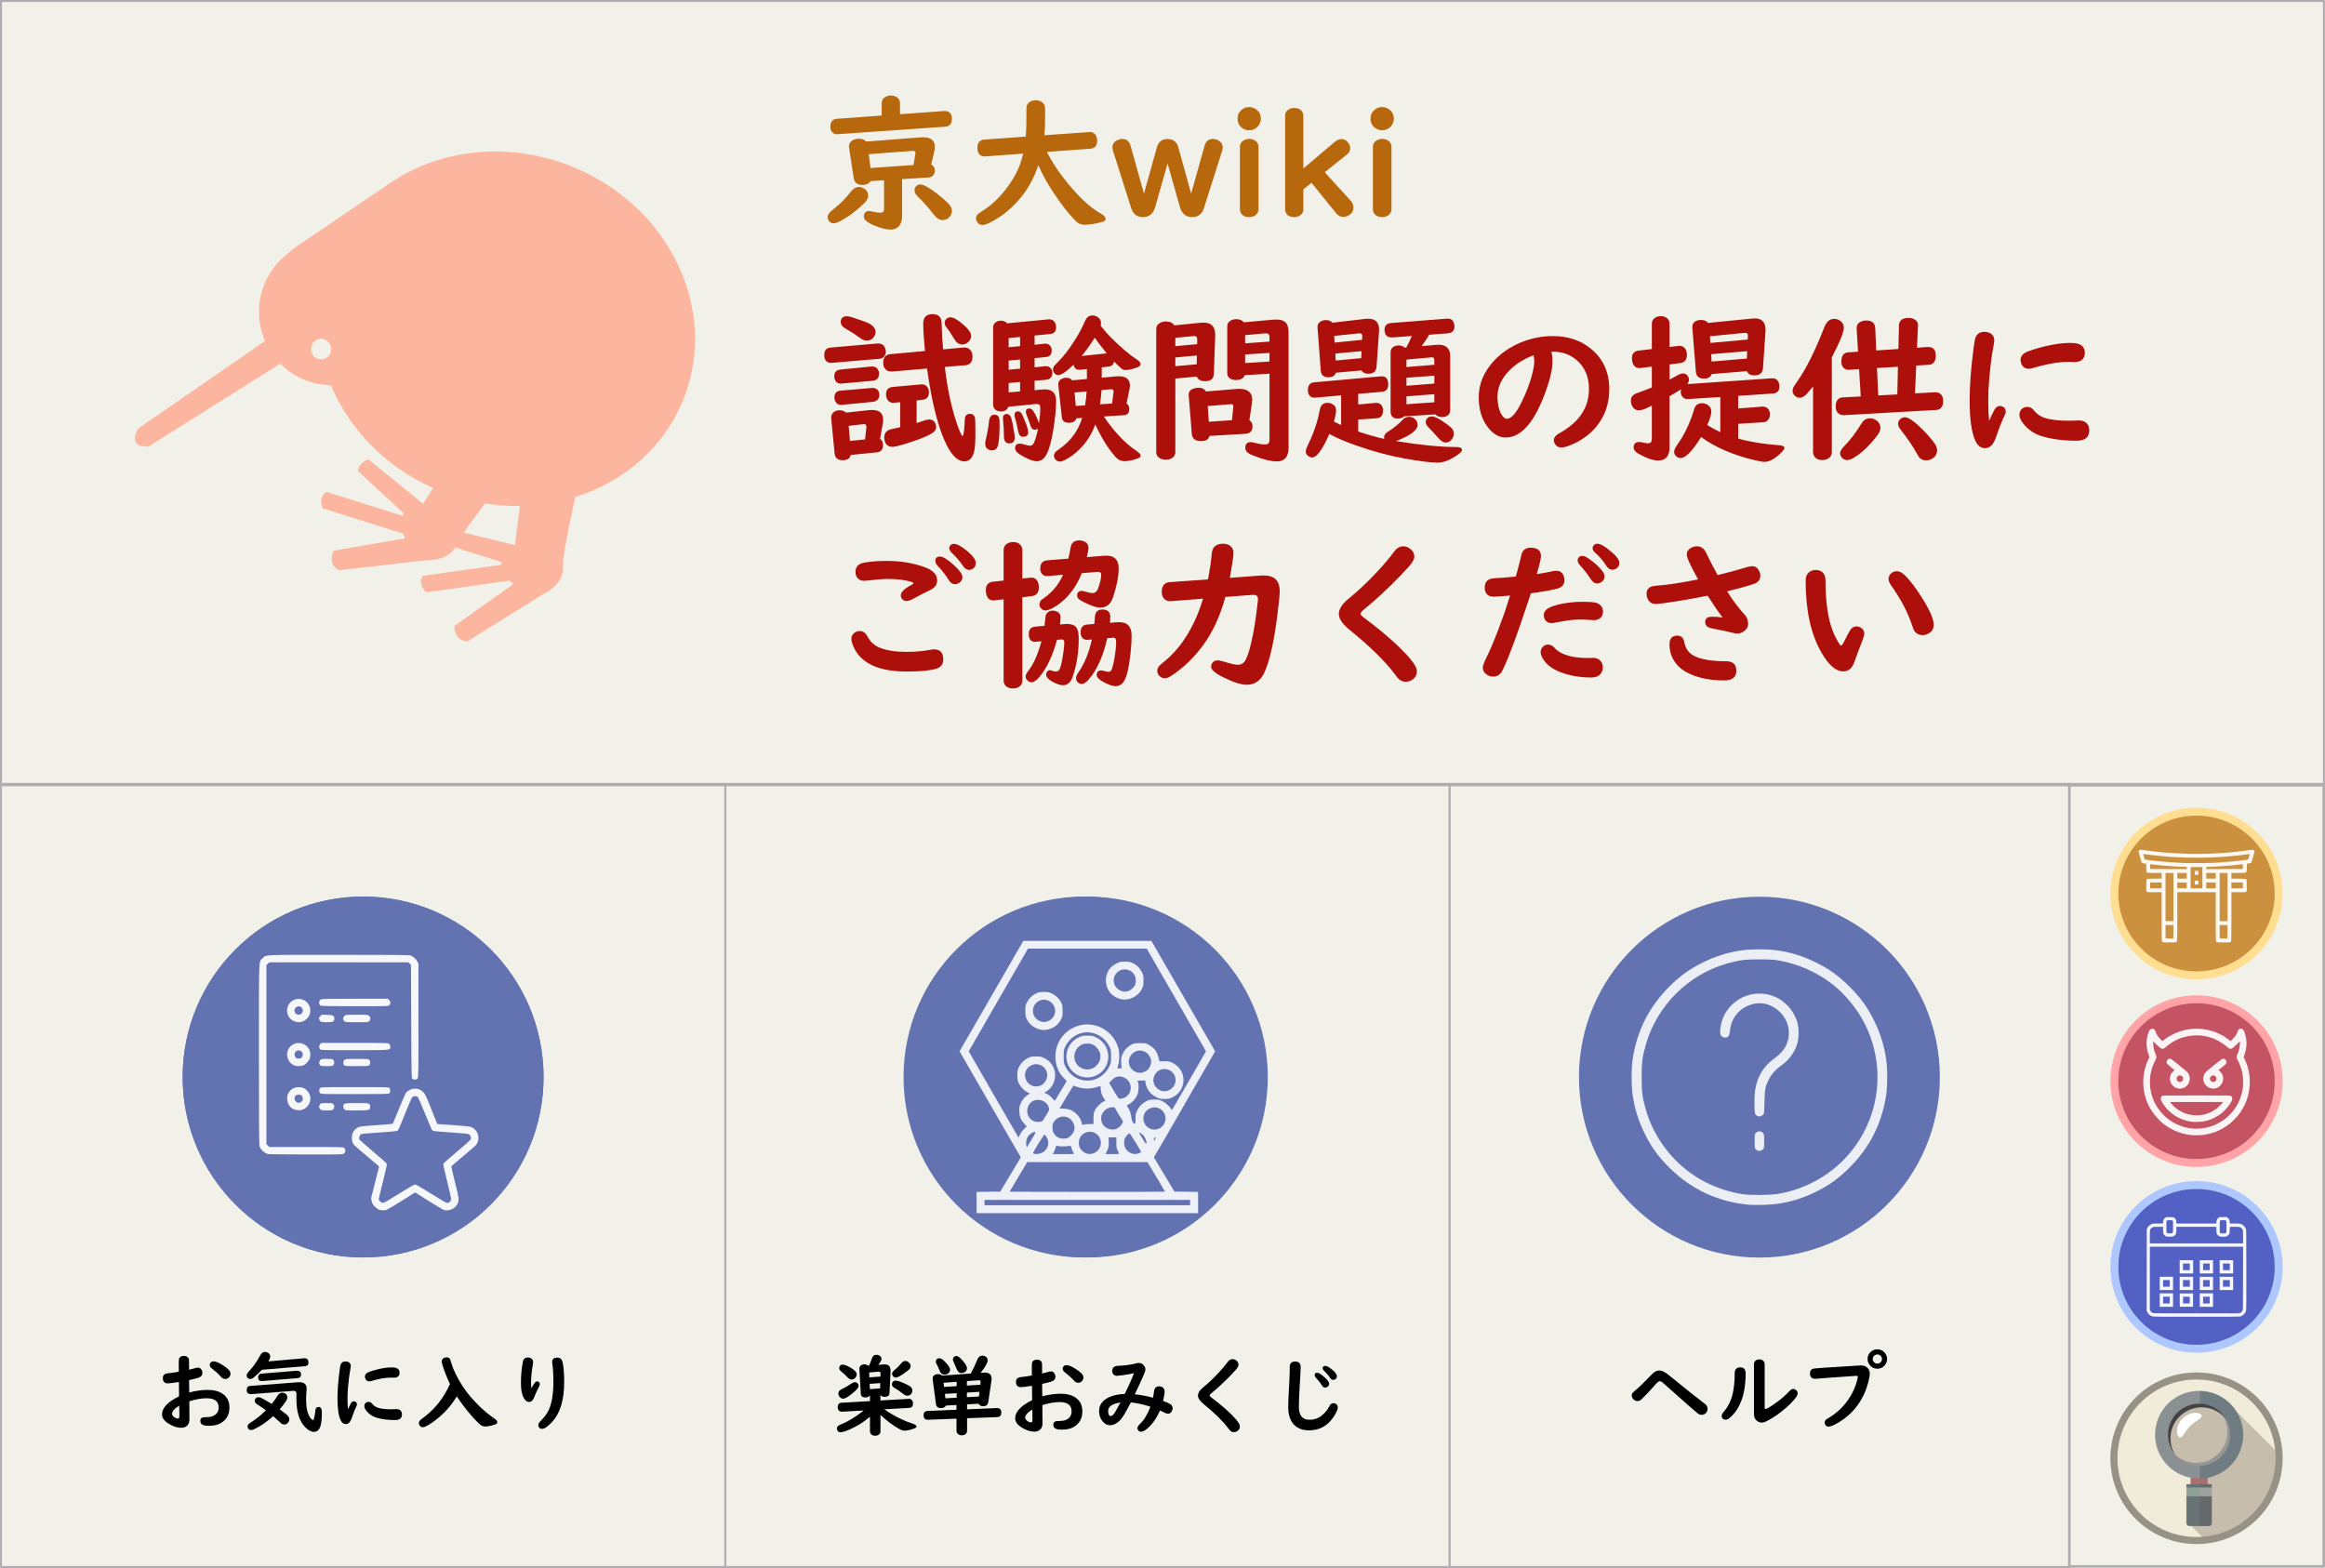 京大wiki
試験問題の提供に
ご協力ください
お気に入り
楽単おみくじ
ヘルプ